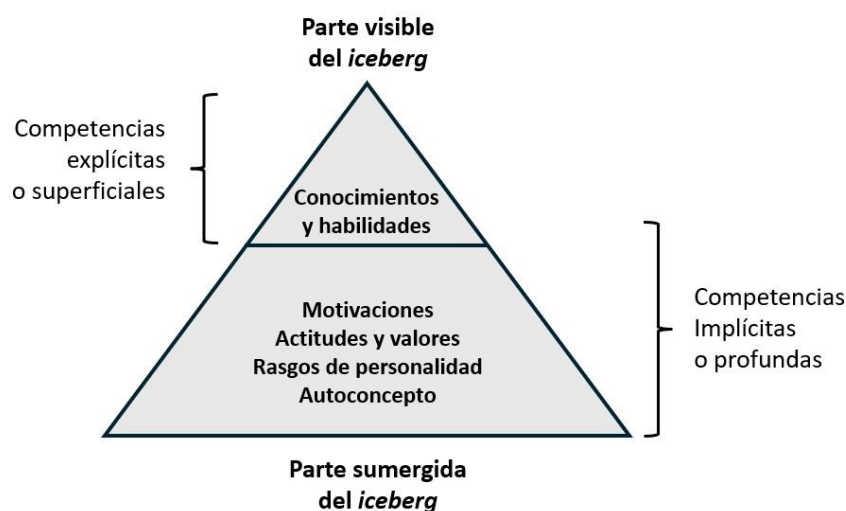 Parte visible
del iceberg
Competencias
explícitas
o superficiales
Conocimientos
y habilidades
Motivaciones
Actitudes y valores
Rasgos de personalidad
Autoconcepto
Competencias
Implícitas
o profundas
Parte sumergida
del iceberg